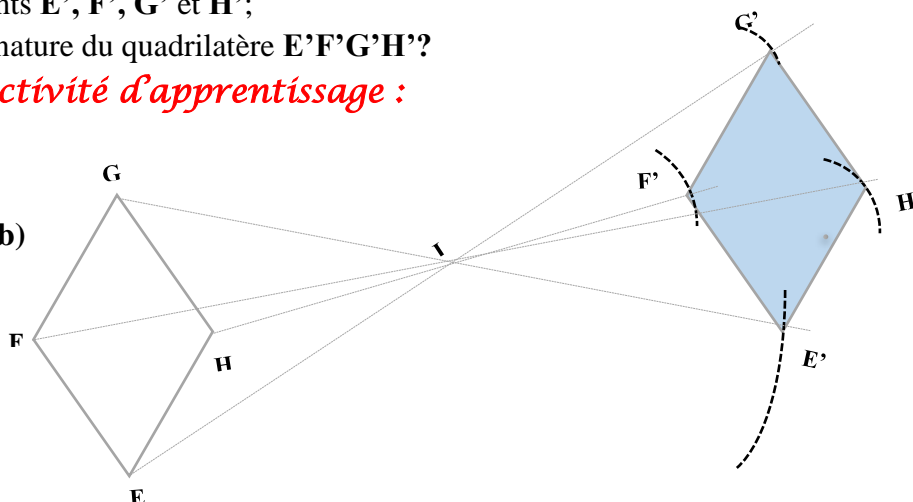 nts E’, F’, G’ et H’;
nature du quadrilatère E’F’G’H’?
ctivité d’apprentissage :
G’
G
F’
H
b)
I
F
H
E’
E